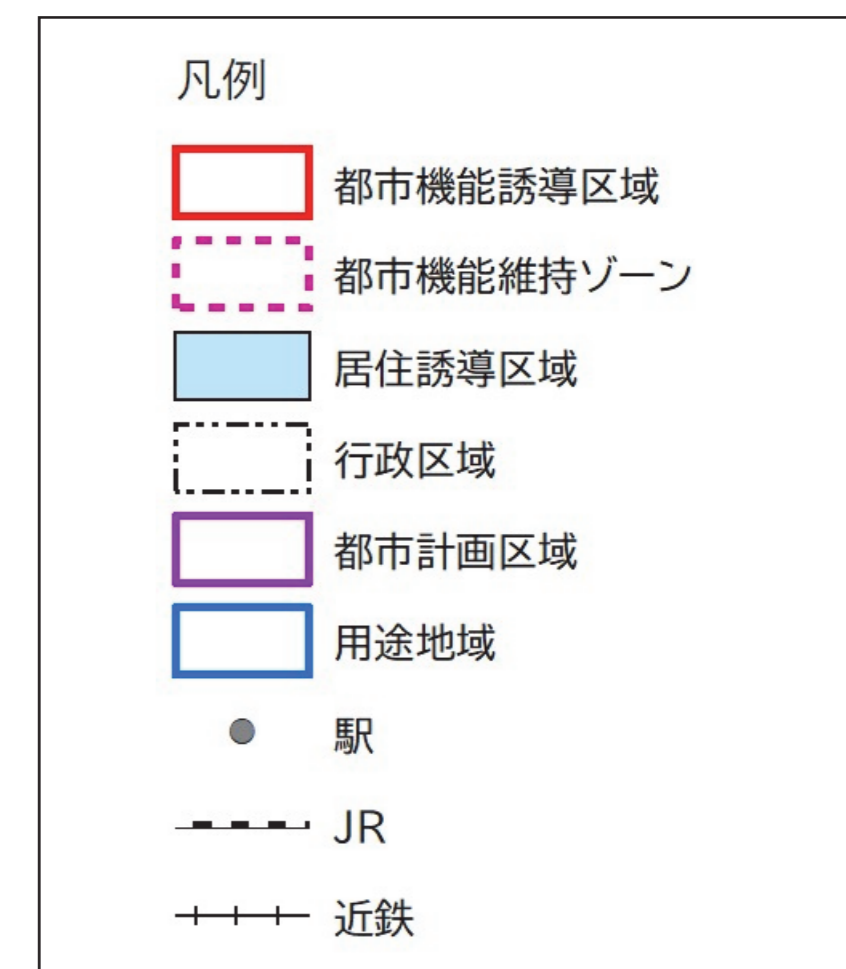 凡例
都市機能誘導区域
都市機能維持ゾーン
居住誘導区域
行政区域
都市計画区域
用途地域
駅
JR
近鉄